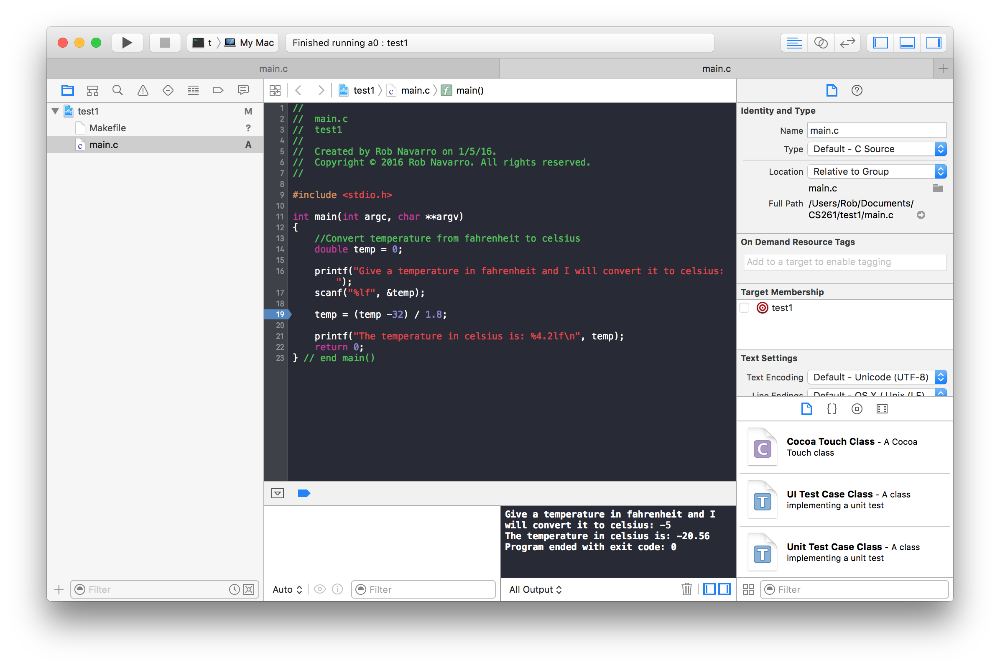 t My Mac
Finished running a0 : test1
main.c
main.c
test1 M
Makefile ?
main.c A
test1 main.c main()
1 //
2 //  main.c
3 //  test1
4 //
5 //  Created by Rob Navarro on 1/5/16.
6 //  Copyright © 2016 Rob Navarro. All rights reserved.
7 //
8
9 #include <stdio.h>
10
11 int main(int argc, char **argv)
12 {
13     //Convert temperature from fahrenheit to celsius
14     double temp = 0;
15
16     printf("Give a temperature in fahrenheit and I will convert it to celsius:
");
17     scanf("%lf", &temp);
18
19     temp = (temp -32) / 1.8;
20
21     printf("The temperature in celsius is: %4.2lf\n", temp);
22     return 0;
23 } // end main()
Give a temperature in fahrenheit and I
will convert it to celsius: -5
The temperature in celsius is: -20.56
Program ended with exit code: 0
Filter
Auto
Filter
All Output
Identity and Type
Name main.c
Type Default - C Source
Location Relative to Group
main.c
Full Path /Users/Rob/Documents/
CS261/test1/main.c
On Demand Resource Tags
Add to a target to enable tagging
Target Membership
test1
Text Settings
Text Encoding Default - Unicode (UTF-8)
Line Endings Default - OS X / Unix (LF)
Cocoa Touch Class - A Cocoa
Touch class
UI Test Case Class - A class
implementing a unit test
Unit Test Case Class - A class
implementing a unit test
Filter